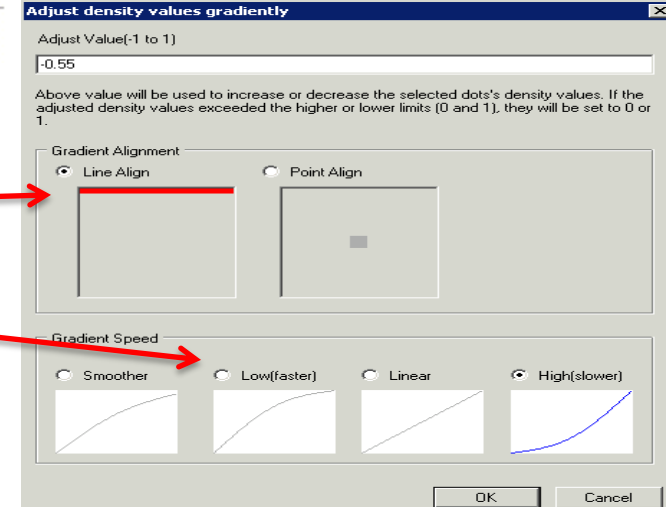 Adjust density values gradiently
Adjust Value(-1 to 1)
-0.55
Above value will be used to increase or decrease the selected dots's density values. If the
adjusted density values exceeded the higher or lower limits (0 and 1), they will be set to 0 or
1.
Gradient Alignment
Line Align
Point Align
Gradient Speed
Smoother
Low(faster)
Linear
High(slower)
OK
Cancel